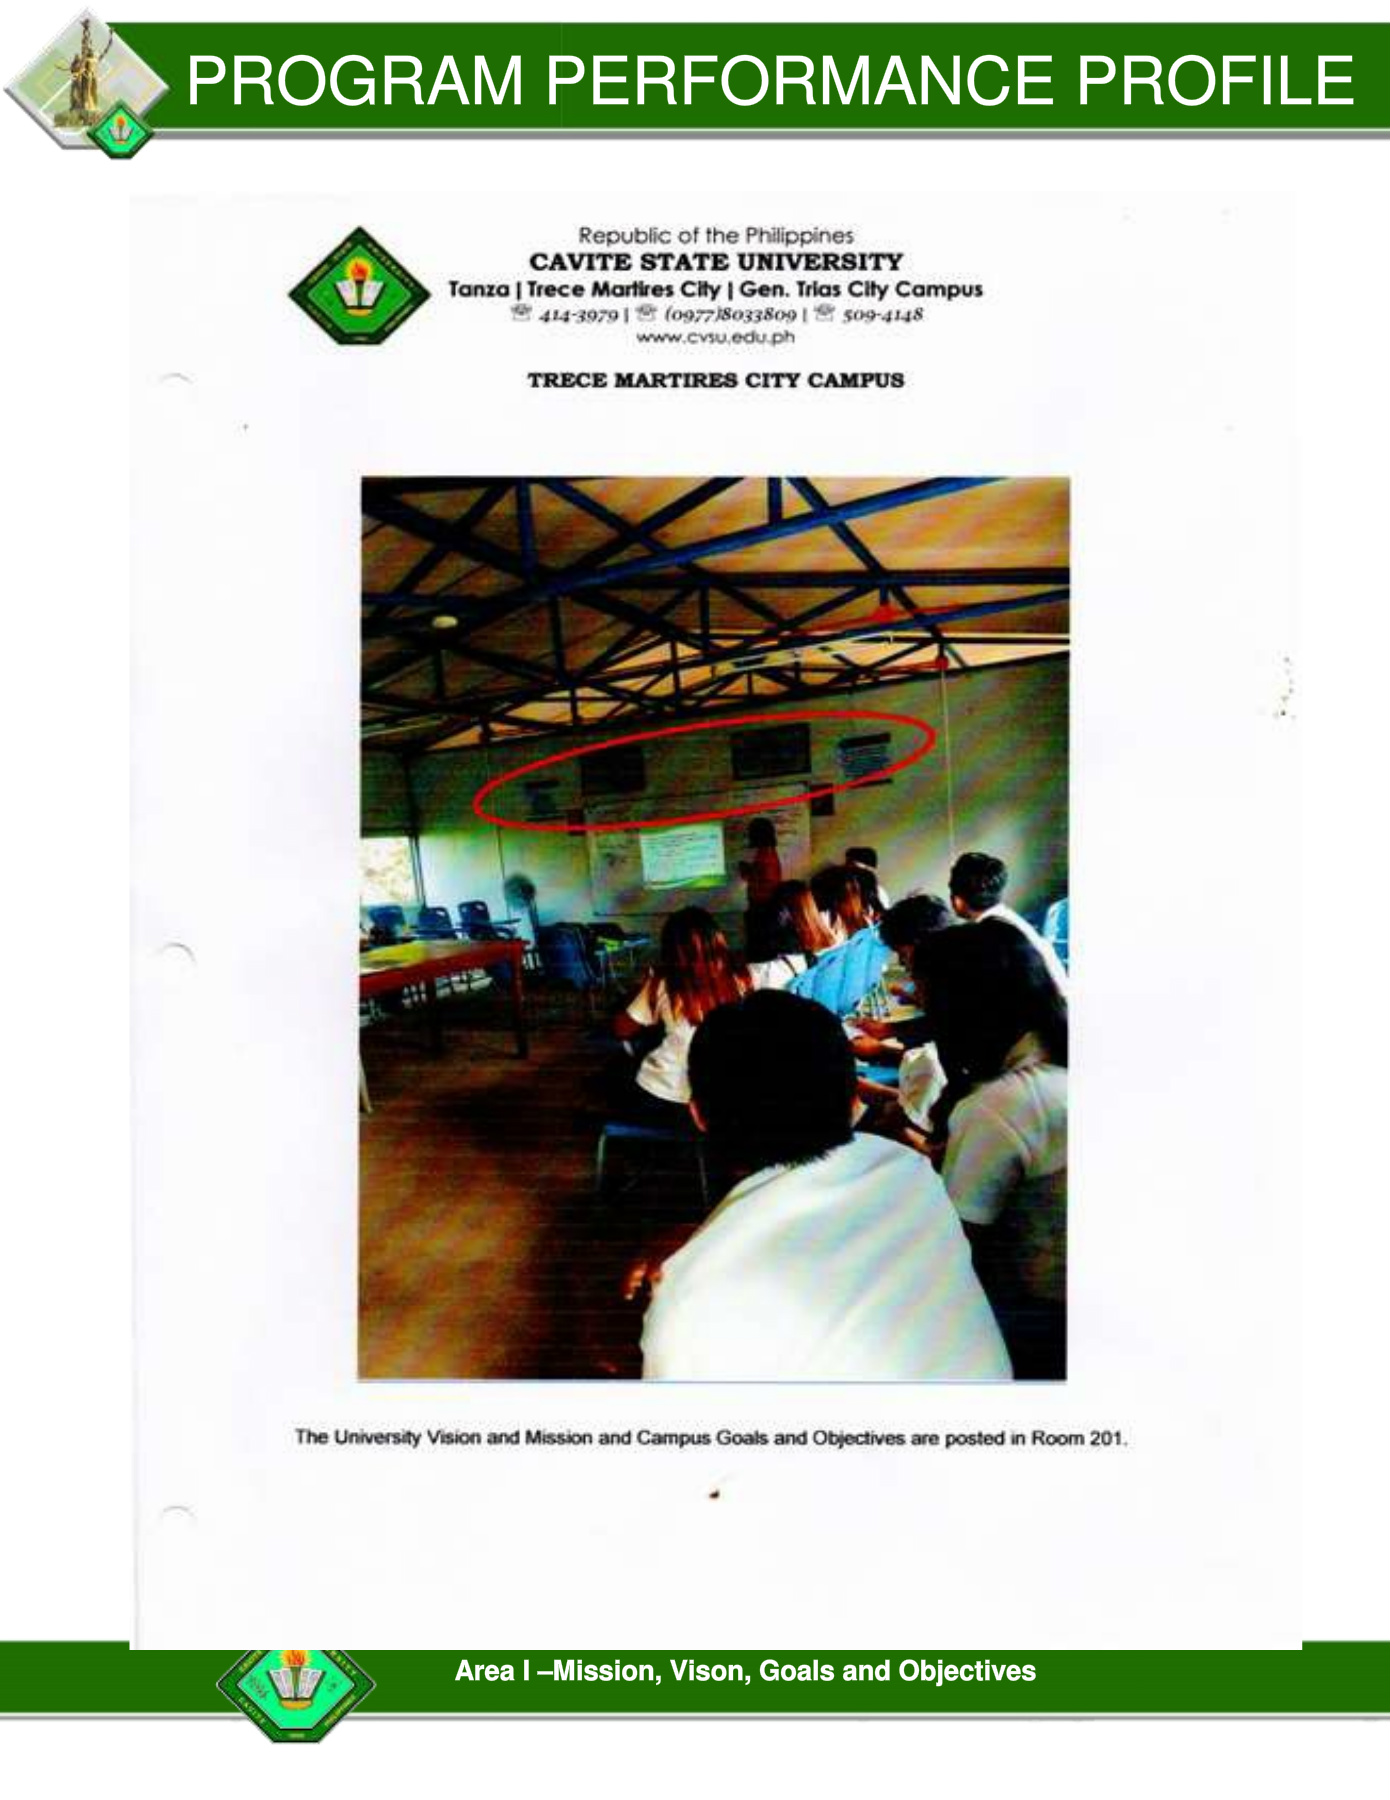 PROGRAM PERFORMANCE PROFILE
Republic of the Philippines
CAVITE STATE UNIVERSITY
Tanza | Trece Martires City | Gen. Trias City Campus
☏ 414-3979 | ☏ (0977)8033809 | ☏ 509-4148
www.cvsu.edu.ph
TRECE MARTIRES CITY CAMPUS
The University Vision and Mission and Campus Goals and Objectives are posted in Room 201.
Area I –Mission, Vison, Goals and Objectives